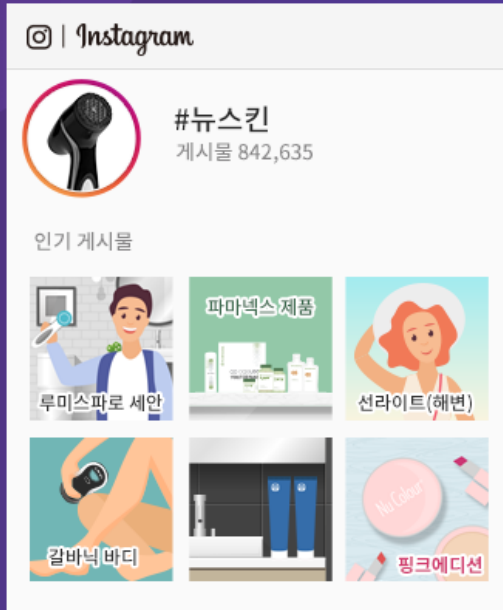 Instagram
#뉴스킨
게시물 842,635
인기 게시물
루미스파로 세안
파마넥스 제품
선라이트(해변)
갈바닉 바디
Nu Colour
핑크에디션